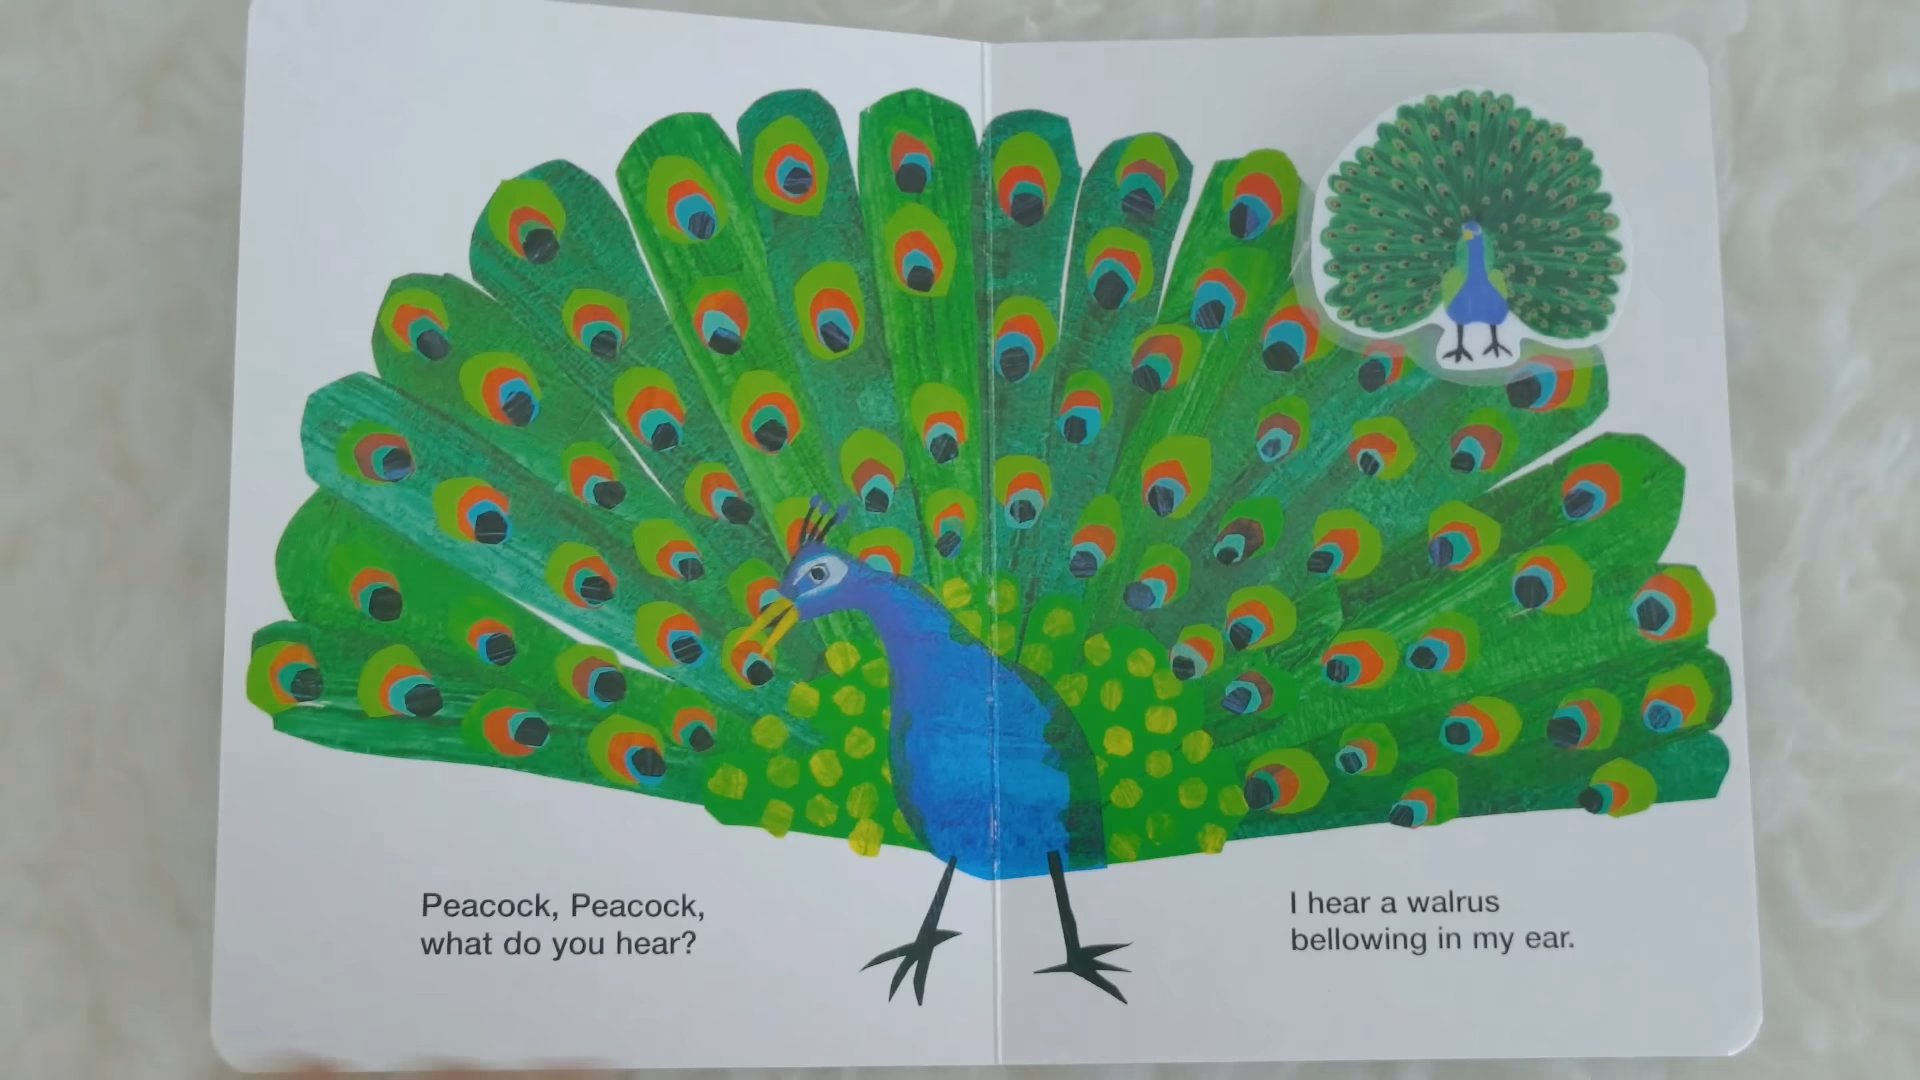 Peacock, Peacock,
what do you hear?
I hear a walrus
bellowing in my ear.